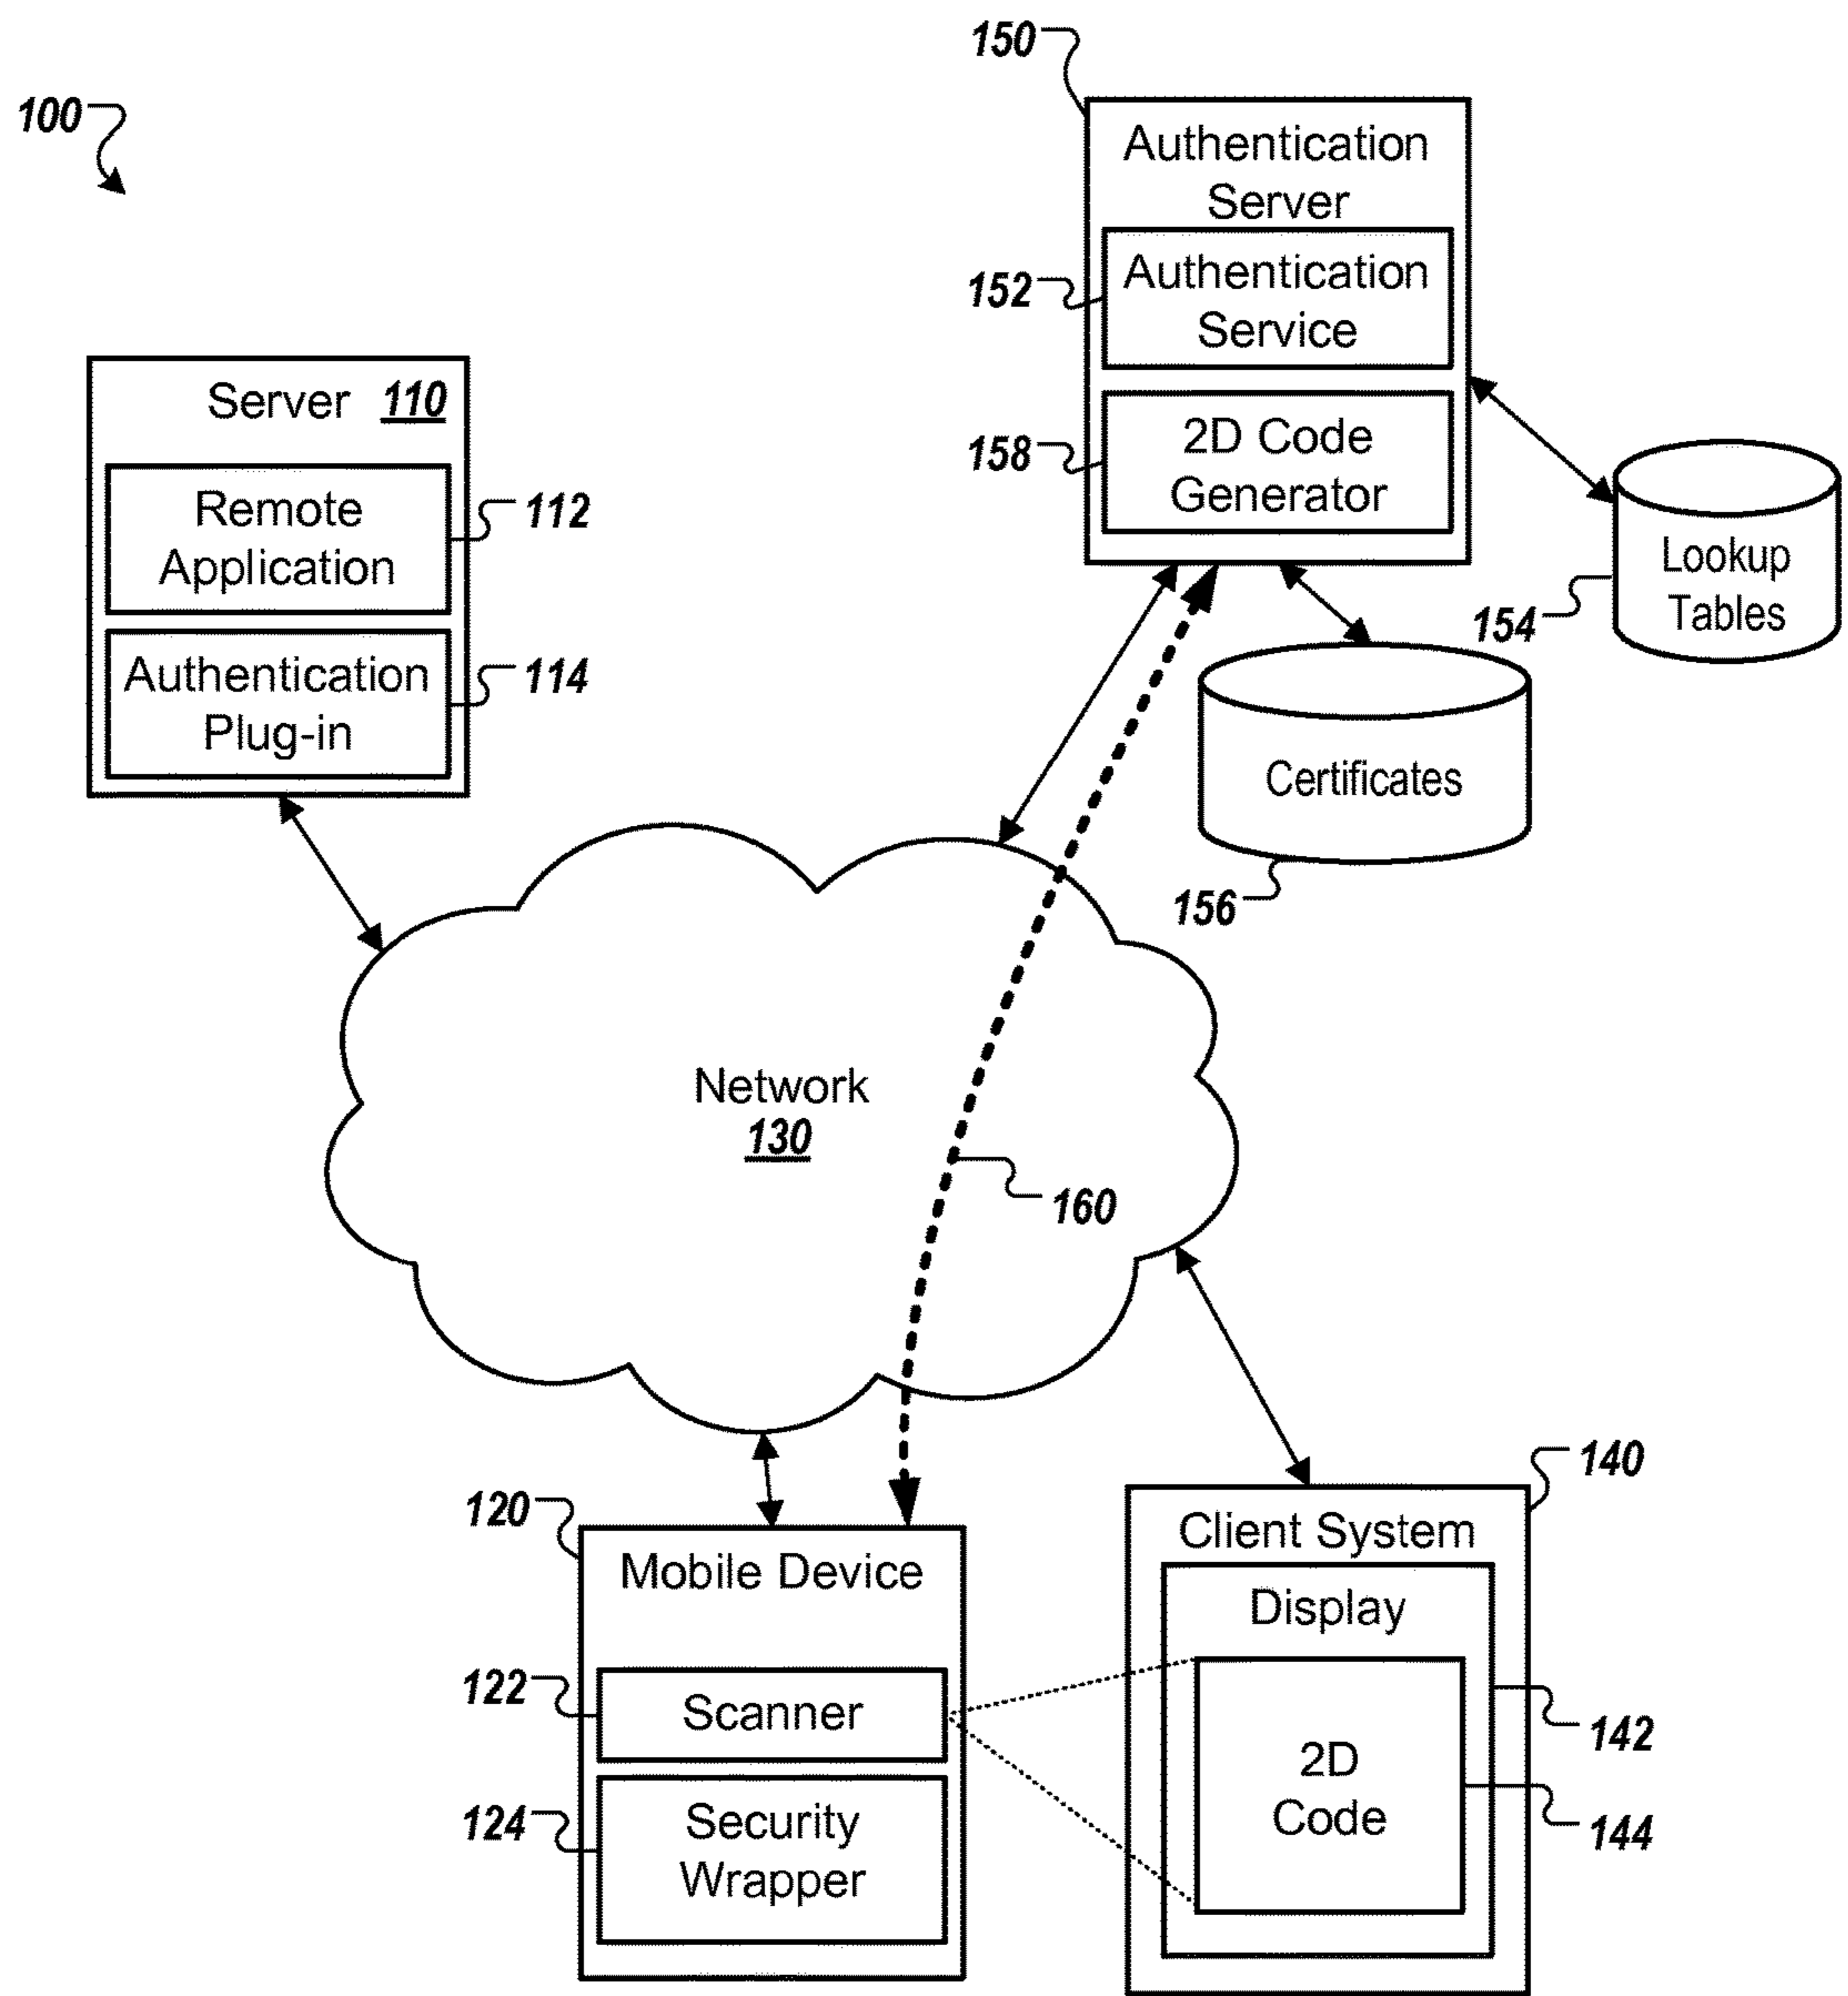 100
150
Authentication
Server
152
Authentication
Service
158
2D Code
Generator
Server 110
Remote
Application
112
Authentication
Plug-in
114
Lookup
Tables
154
Certificates
156
Network
130
160
120
Mobile Device
122
Scanner
124
Security
Wrapper
140
Client System
Display
142
2D
Code
144